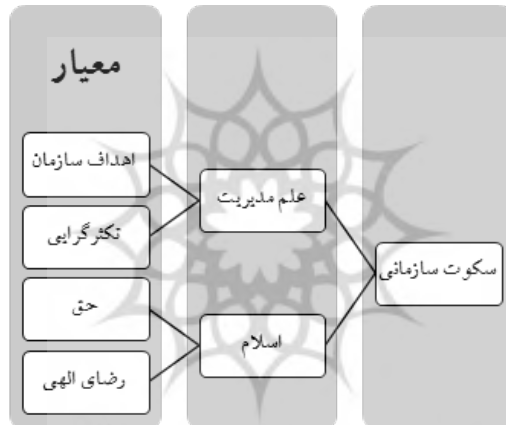 معیار
سکوت سازمانی
علم مدیریت
اهداف سازمان
تکثرگرایی
اسلام
حق
رضای الهی